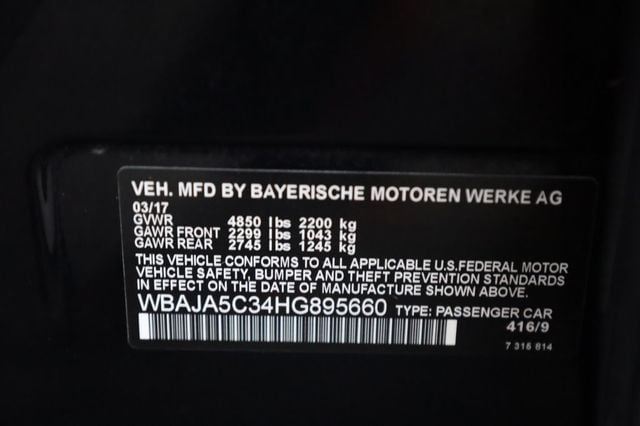 VEH. MFD BY BAYERISCHE MOTOREN WERKE AG
03/17
GVWR 4850 lbs 2200 kg
GAWR FRONT 2299 lbs 1043 kg
GAWR REAR 2745 lbs 1245 kg
THIS VEHICLE CONFORMS TO ALL APPLICABLE U.S.FEDERAL MOTOR
VEHICLE SAFETY, BUMPER AND THEFT PREVENTION STANDARDS
IN EFFECT ON THE DATE OF MANUFACTURE SHOWN ABOVE.
WBAJA5C34HG895660 TYPE: PASSENGER CAR
416/9
7 316 814